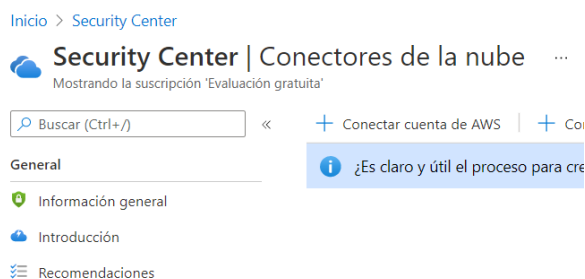 Inicio > Security Center
Security Center | Conectores de la nube ...
Mostrando la suscripción 'Evaluación gratuita'
Buscar (Ctrl+/) «
+ Conectar cuenta de AWS | + Co
General
¿Es claro y útil el proceso para cre
Información general
Introducción
Recomendaciones